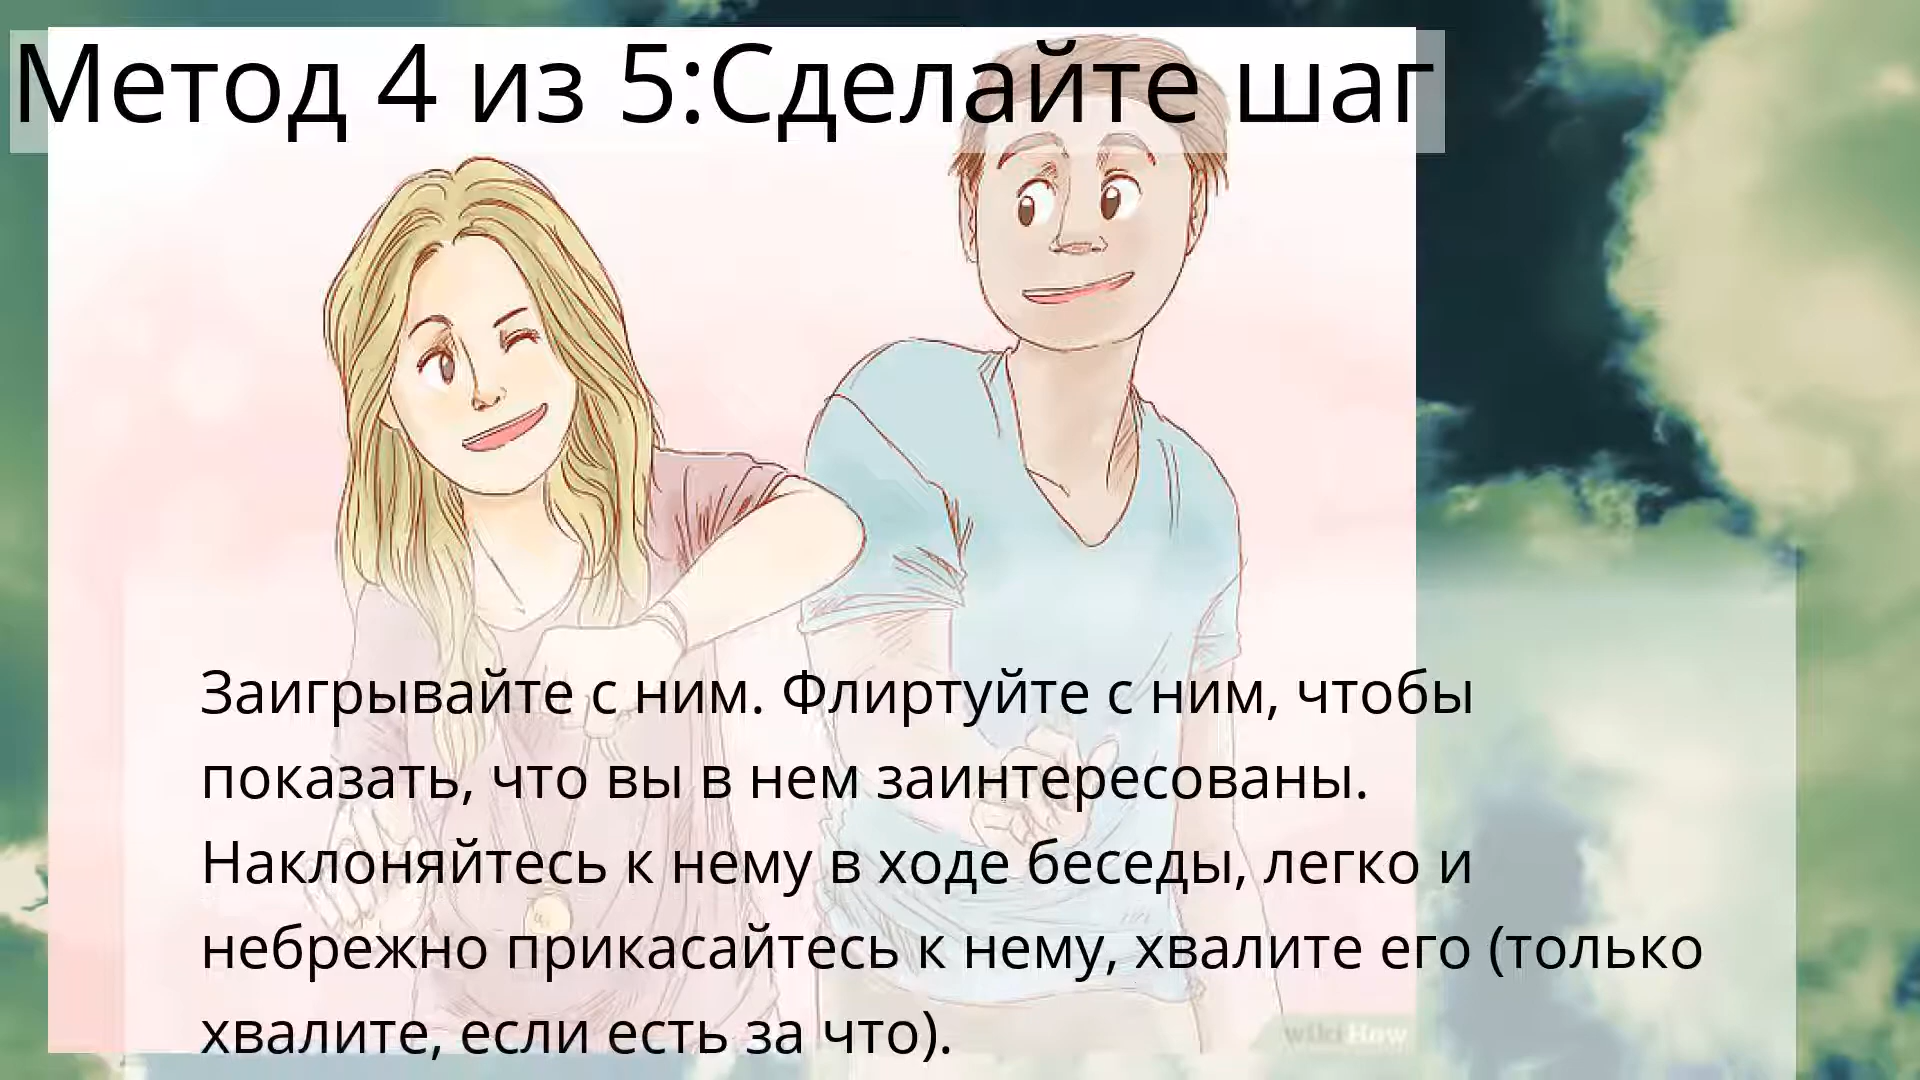 Метод 4 из 5:Сделайте шаг
Заигрывайте с ним. Флиртуйте с ним, чтобы
показать, что вы в нем заинтересованы.
Наклоняйтесь к нему в ходе беседы, легко и
небрежно прикасайтесь к нему, хвалите его (только
хвалите, если есть за что).
wikiHow